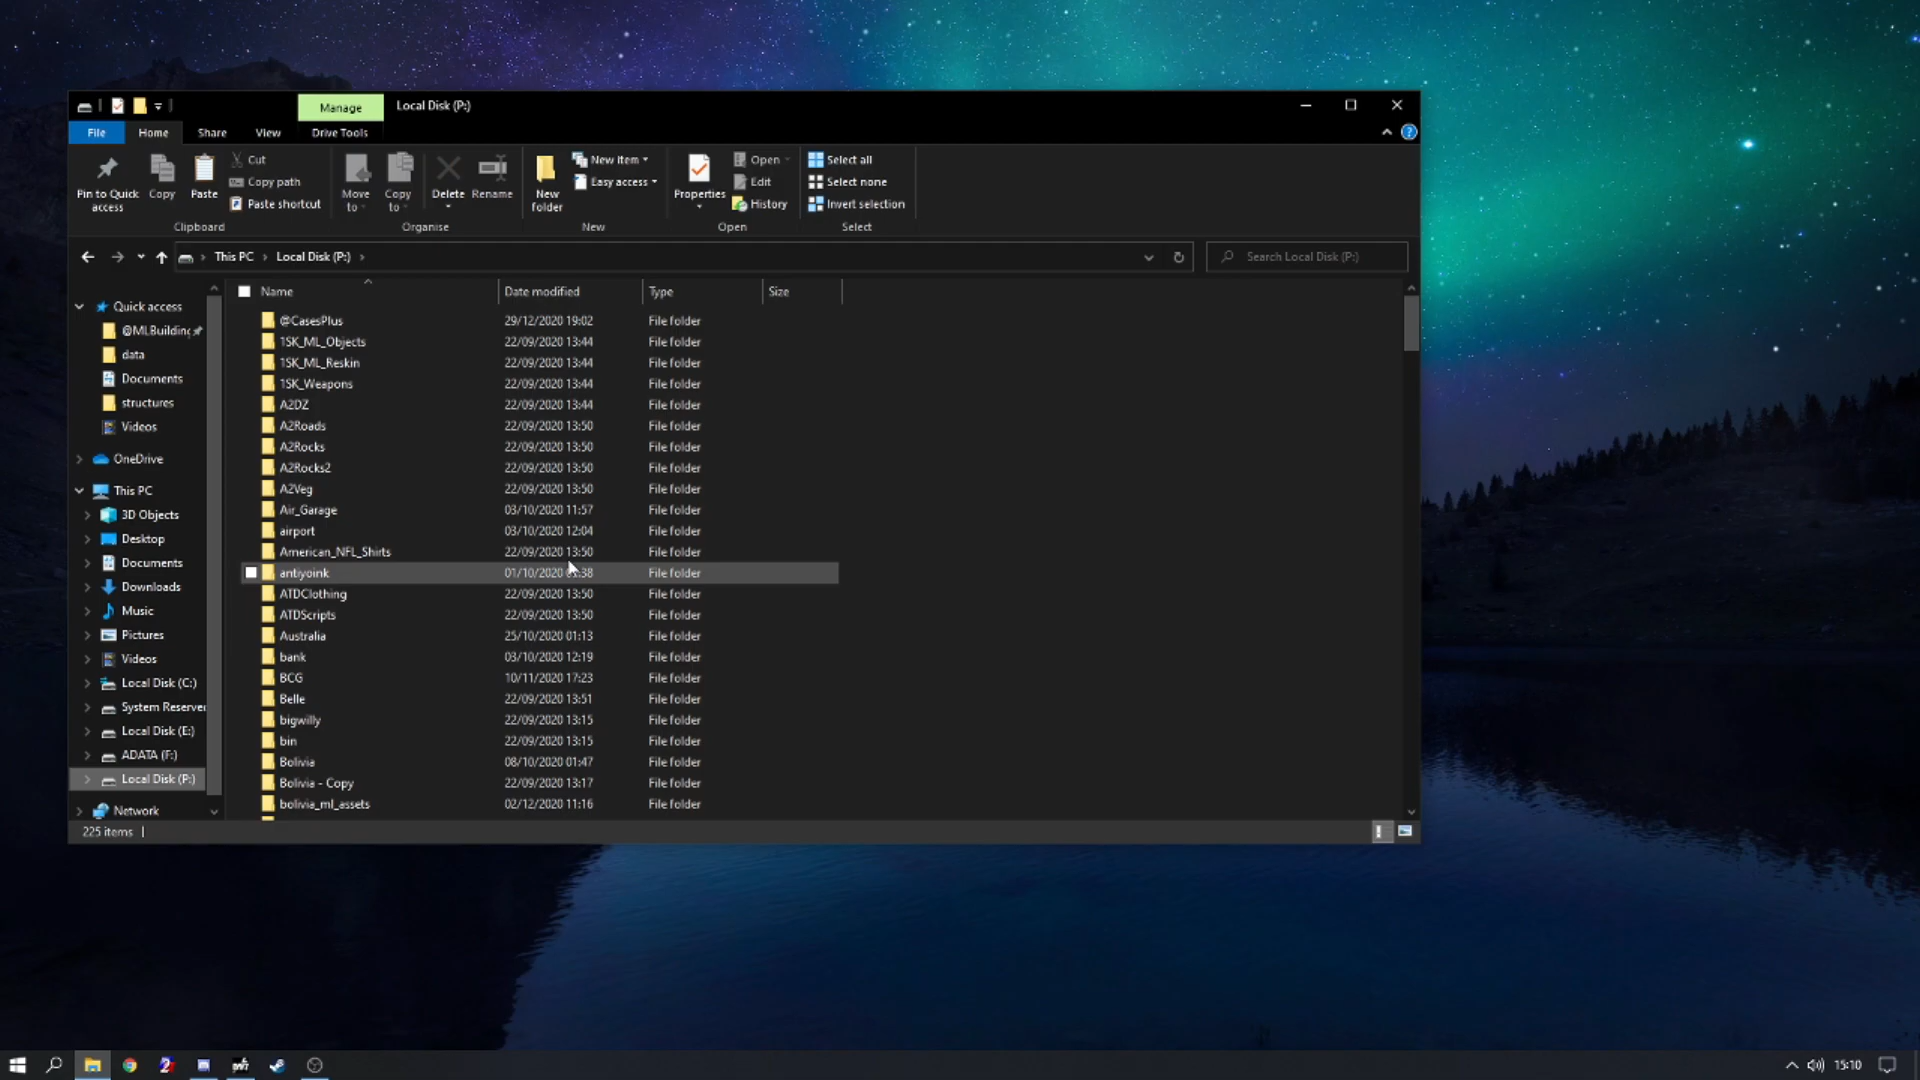 Manage
Local Disk (P:)
File
Home
Share
View
Drive Tools
Pin to Quick access
Copy
Paste
Cut
Copy path
Paste shortcut
Clipboard
Move to
Copy to
Delete
Rename
Organise
New folder
New item
Easy access
New
Properties
Open
Edit
History
Open
Select all
Select none
Invert selection
Select
This PC
Local Disk (P:)
Search Local Disk (P:)
Quick access
@MLBuilding
data
Documents
structures
Videos
OneDrive
This PC
3D Objects
Desktop
Documents
Downloads
Music
Pictures
Videos
Local Disk (C:)
System Reserve
Local Disk (E:)
ADATA (F:)
Local Disk (P:)
Network
Name Date modified Type Size
@CasesPlus 29/12/2020 19:02 File folder
1SK_ML_Objects 22/09/2020 13:44 File folder
1SK_ML_Reskin 22/09/2020 13:44 File folder
1SK_Weapons 22/09/2020 13:44 File folder
A2DZ 22/09/2020 13:44 File folder
A2Roads 22/09/2020 13:50 File folder
A2Rocks 22/09/2020 13:50 File folder
A2Rocks2 22/09/2020 13:50 File folder
A2Veg 22/09/2020 13:50 File folder
Air_Garage 03/10/2020 11:57 File folder
airport 03/10/2020 12:04 File folder
American_NFL_Shirts 22/09/2020 13:50 File folder
antiyoink 01/10/2020 File folder
ATDClothing 22/09/2020 13:50 File folder
ATDScripts 22/09/2020 13:50 File folder
Australia 25/10/2020 01:13 File folder
bank 03/10/2020 12:19 File folder
BCG 10/11/2020 17:23 File folder
Belle 22/09/2020 13:51 File folder
bigwilly 22/09/2020 13:15 File folder
bin 22/09/2020 13:15 File folder
Bolivia 08/10/2020 01:47 File folder
Bolivia - Copy 22/09/2020 13:17 File folder
bolivia_ml_assets 02/12/2020 11:16 File folder
225 items
15:10